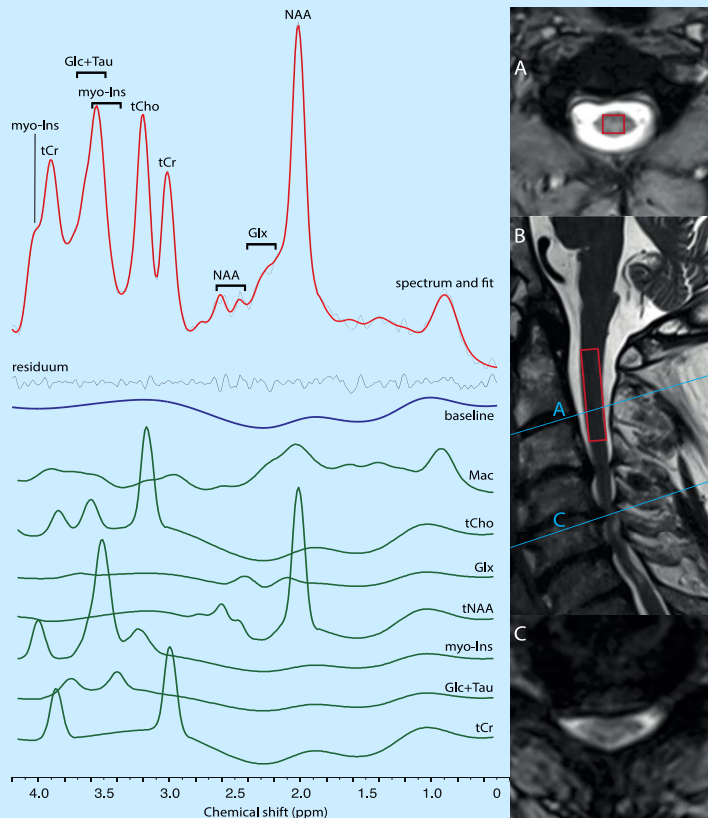 NAA
Glc+Tau
myo-Ins
tCho
myo-Ins
tCr
tCr
Glx
NAA
spectrum and fit
residuum
baseline
Mac
tCho
Glx
tNAA
myo-Ins
Glc+Tau
tCr
4.0 3.5 3.0 2.5 2.0 1.5 1.0 0.5 0
Chemical shift (ppm)
A
B
A
C
C